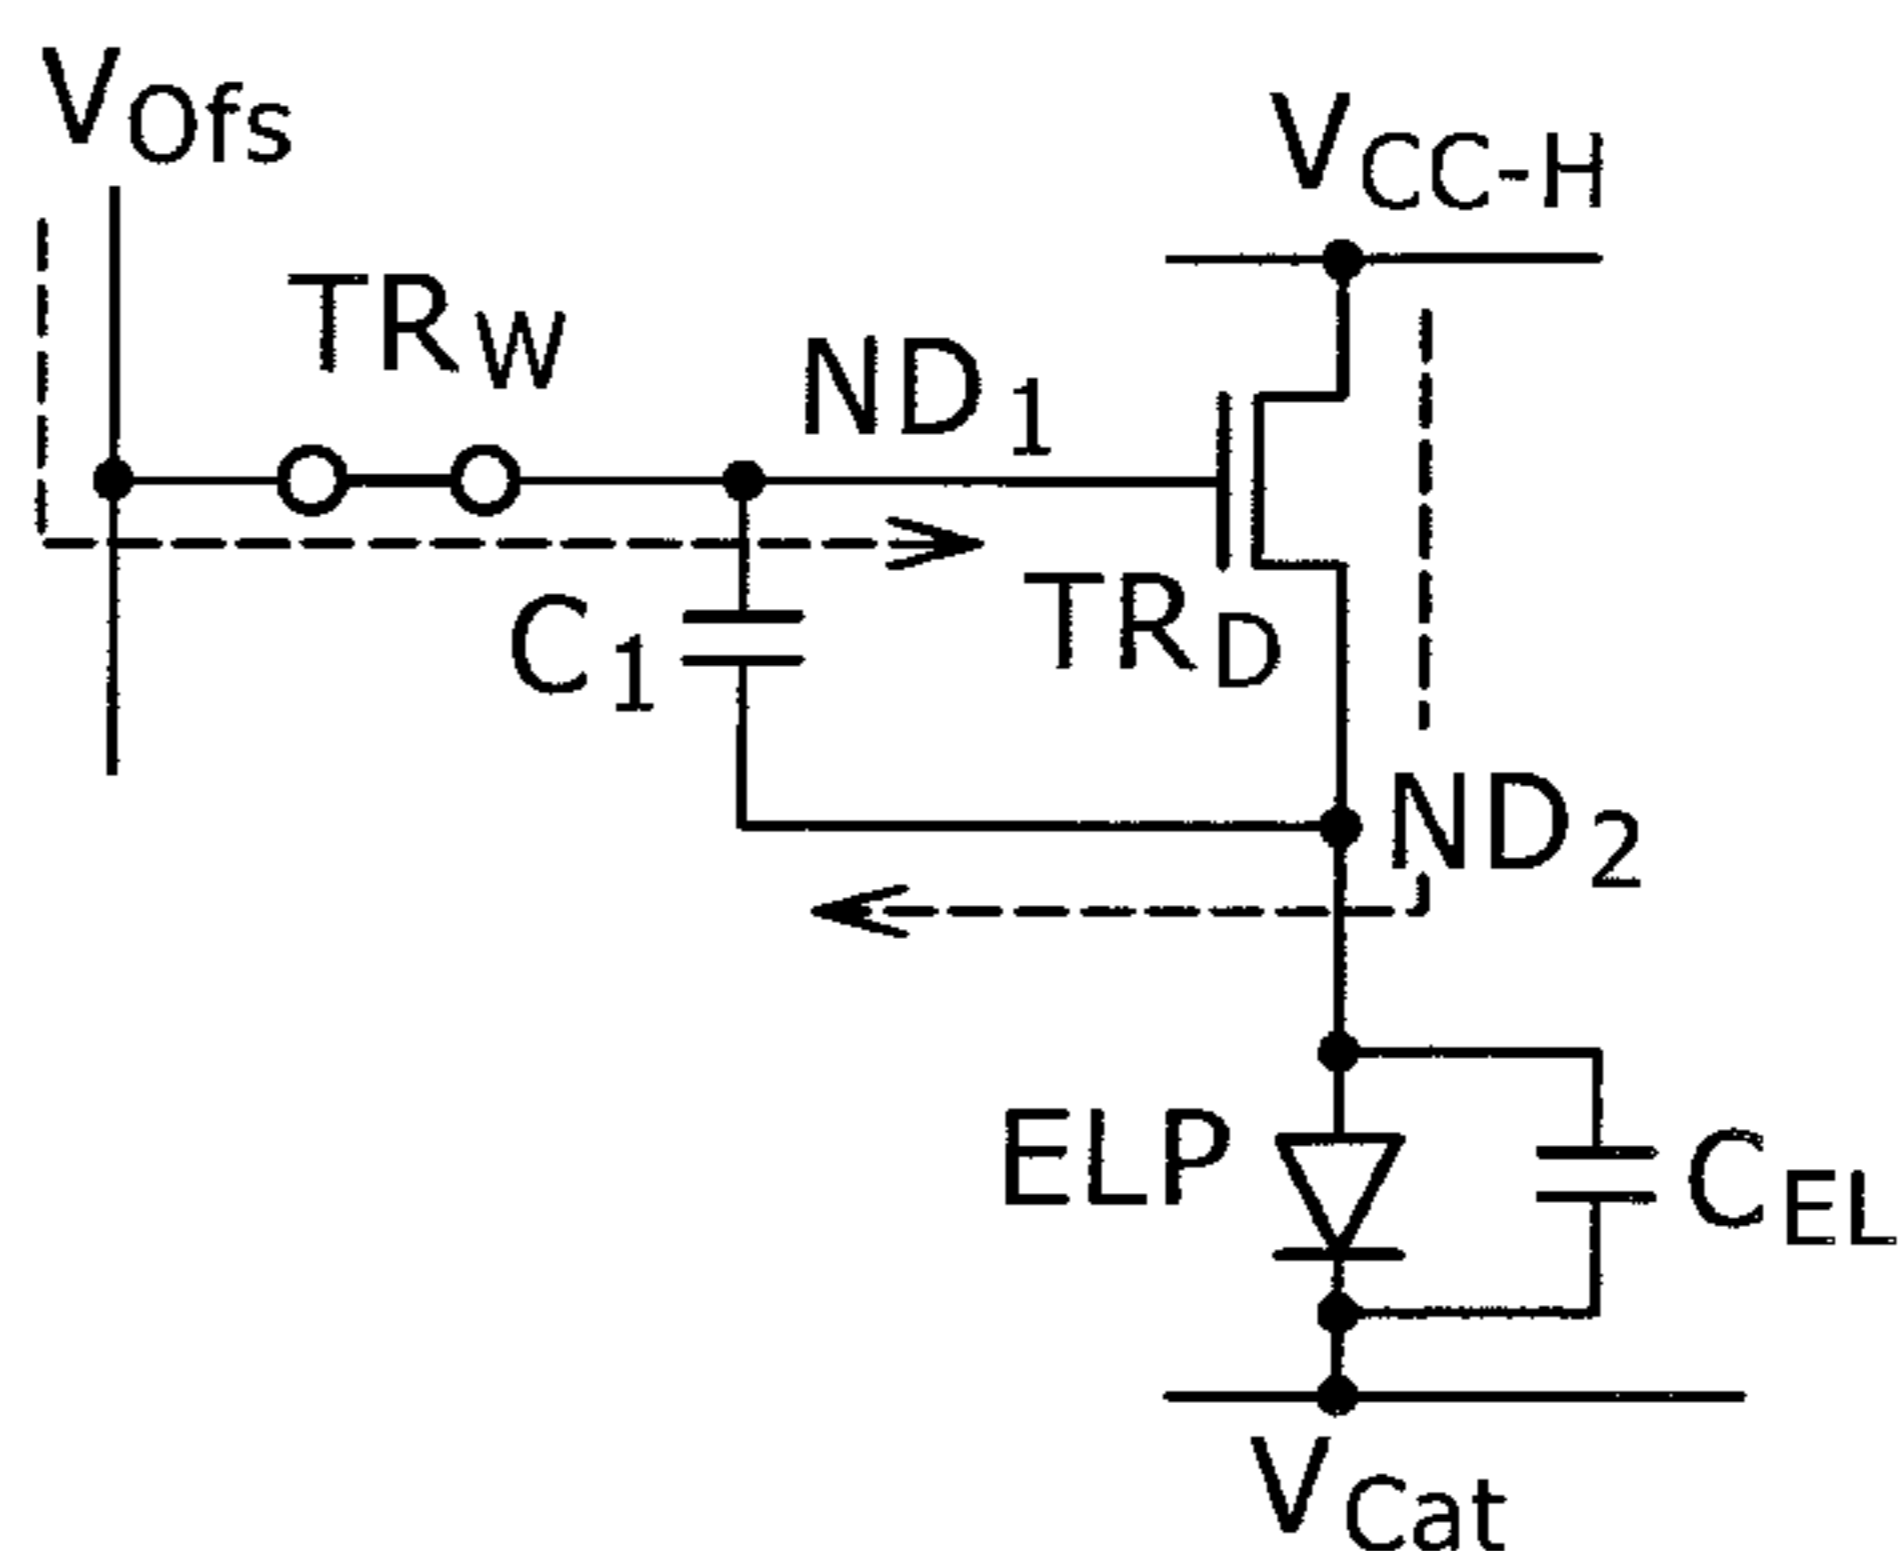 VOfs
VCC-H
TRW
ND1
C1
TRD
ND2
ELP
CEL
VCat